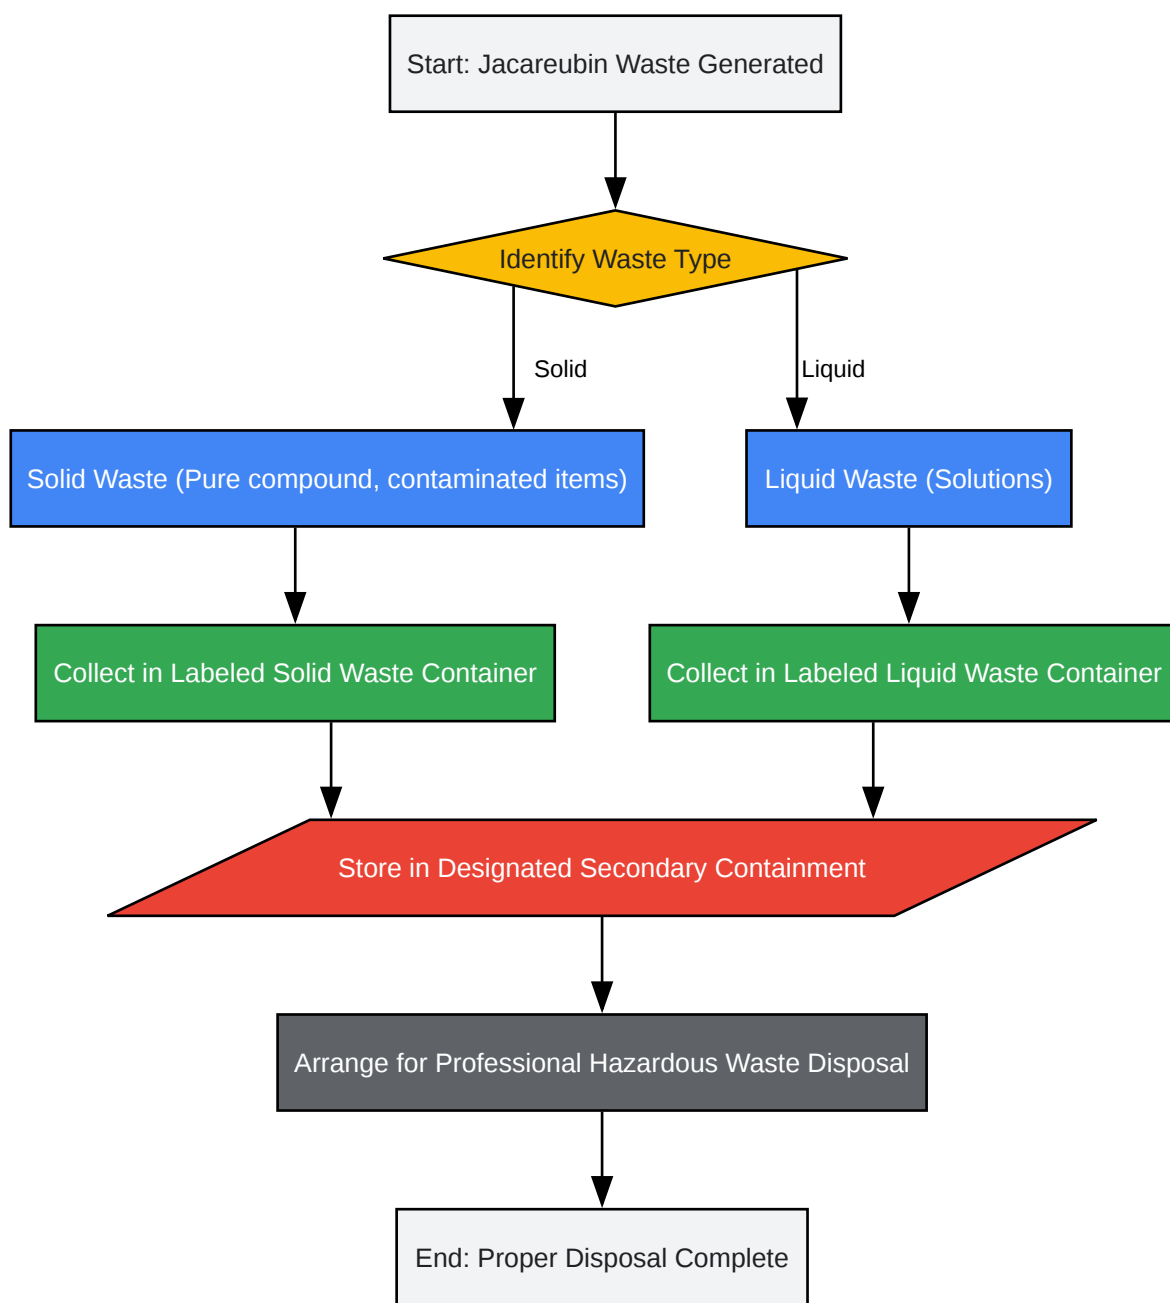 Start: Jacareubin Waste Generated
Identify Waste Type
Solid
Liquid
Solid Waste (Pure compound, contaminated items)
Liquid Waste (Solutions)
Collect in Labeled Solid Waste Container
Collect in Labeled Liquid Waste Container
Store in Designated Secondary Containment
Arrange for Professional Hazardous Waste Disposal
End: Proper Disposal Complete